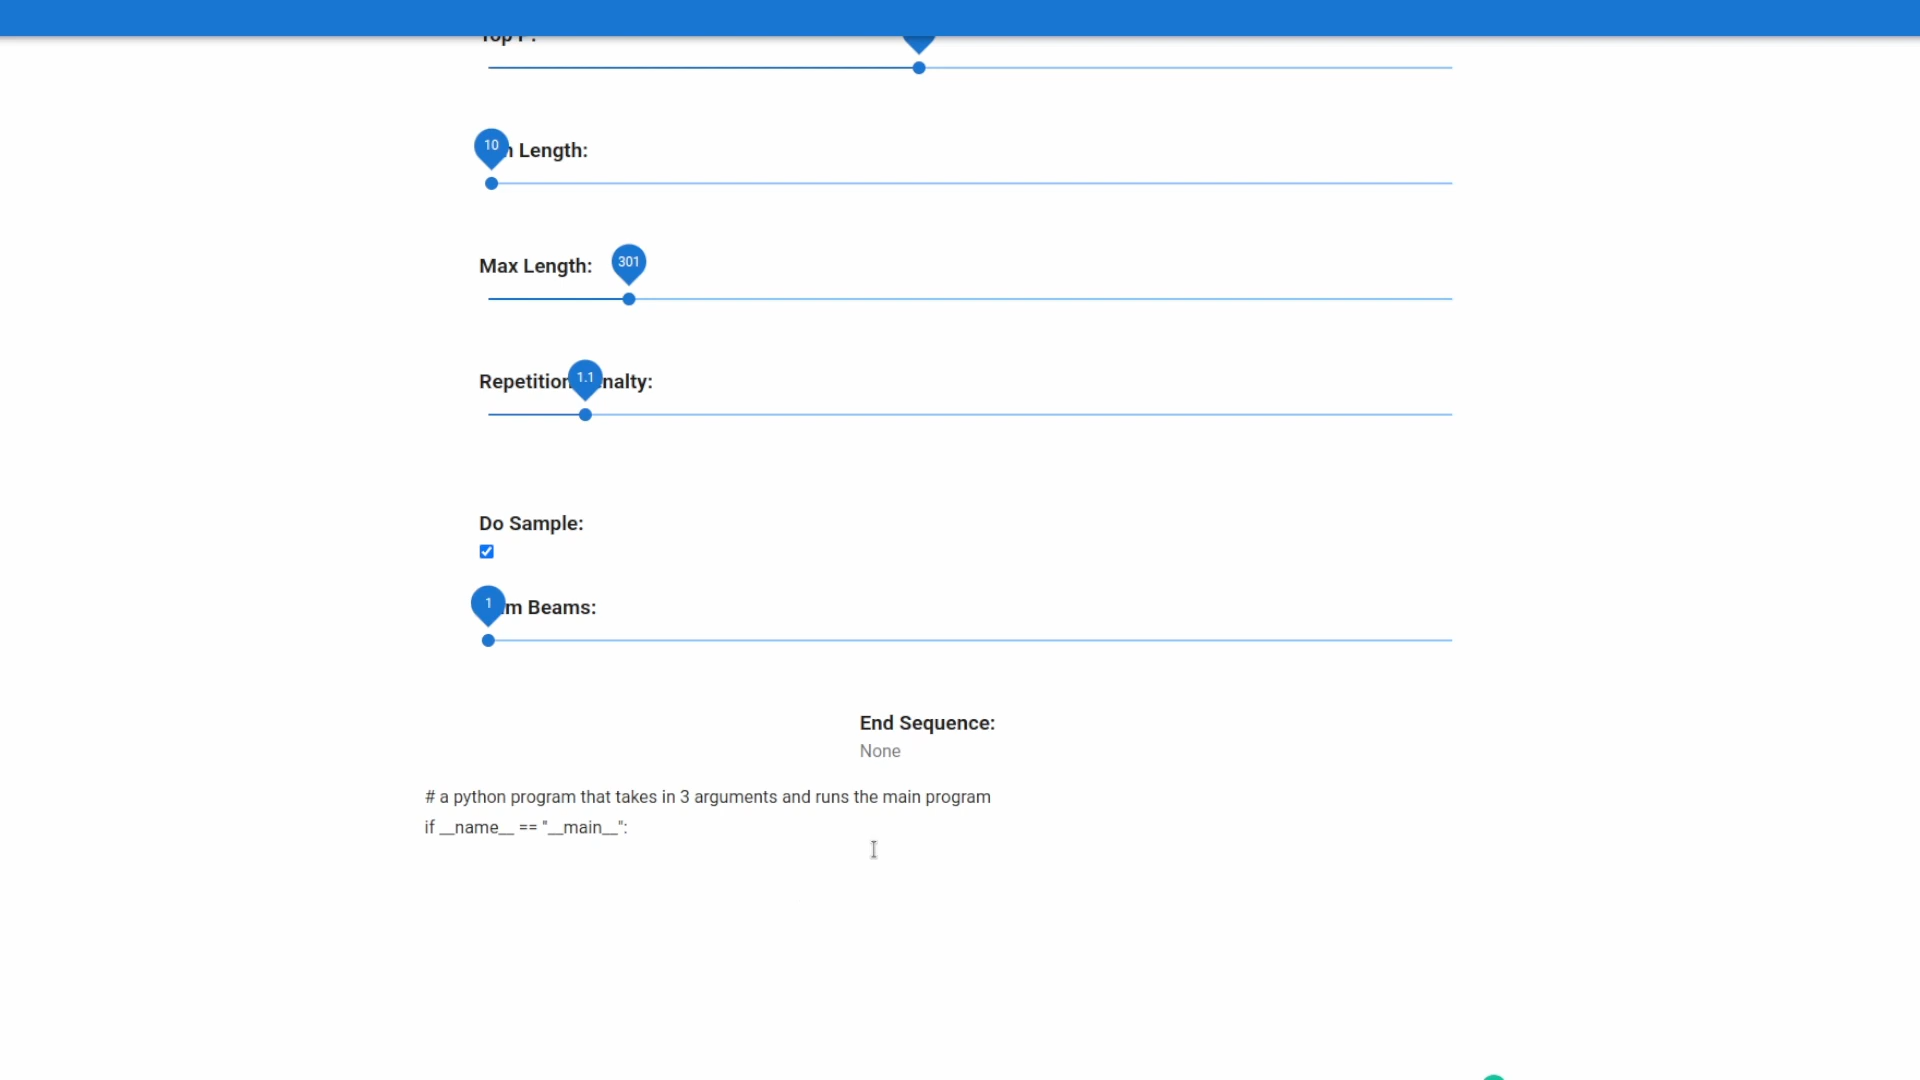 10
Length:
Max Length:
301
Repetition
1.1
nalty:
Do Sample:
1
m Beams:
End Sequence:
None
# a python program that takes in 3 arguments and runs the main program
if __name__ == "__main__":